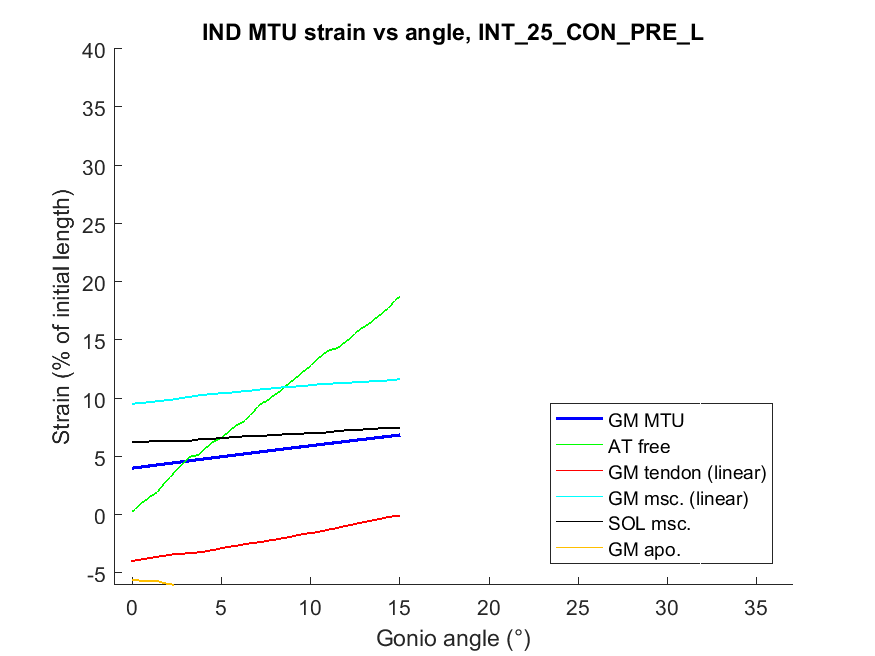 IND MTU strain vs angle, INT_25_CON_PRE_L
40
35
30
25
20
15
10
5
0
-5
Strain (% of initial length)
0 5 10 15 20 25 30 35
Gonio angle (°)
GM MTU
AT free
GM tendon (linear)
GM msc. (linear)
SOL msc.
GM apo.